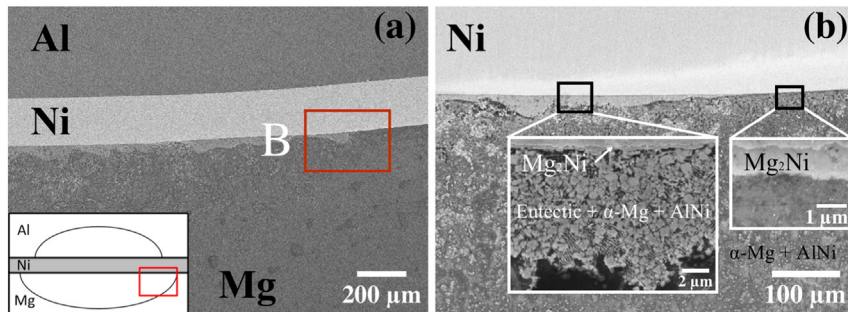 Al
(a)
Ni
B
Al
Ni
Mg
Mg
200 µm
Ni
(b)
Mg2Ni
Eutectic + α-Mg + AlNi
2 µm
Mg2Ni
1 µm
α-Mg + AlNi
100 µm